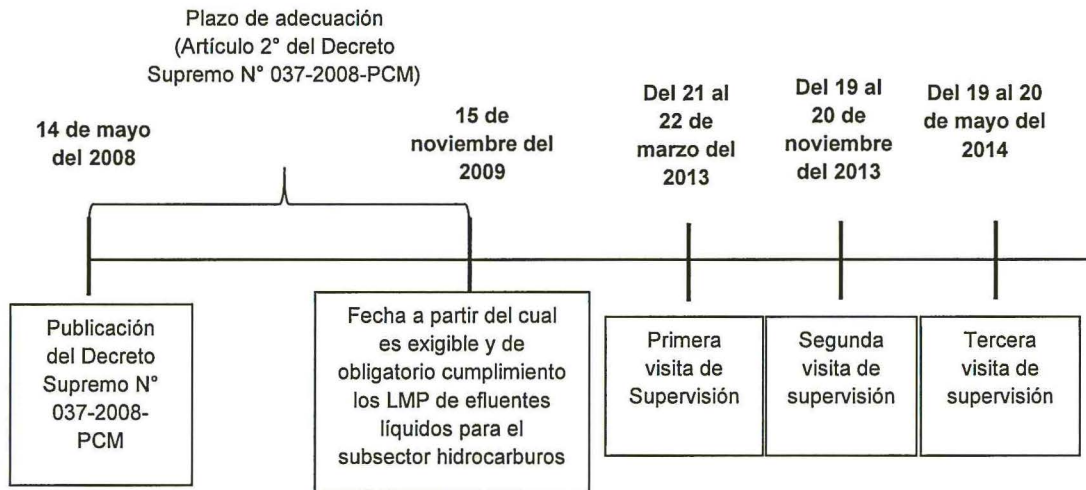 Plazo de adecuación
(Artículo 2° del Decreto
Supremo N° 037-2008-PCM)
14 de mayo
del 2008
15 de
noviembre del
2009
Del 21 al
22 de
marzo del
2013
Del 19 al
20 de
noviembre
del 2013
Del 19 al 20
de mayo del
2014
Publicación
del Decreto
Supremo N°
037-2008-
PCM
Fecha a partir del cual
es exigible y de
obligatorio cumplimiento
los LMP de efluentes
líquidos para el
subsector hidrocarburos
Primera
visita de
Supervisión
Segunda
visita de
supervisión
Tercera
visita de
supervisión